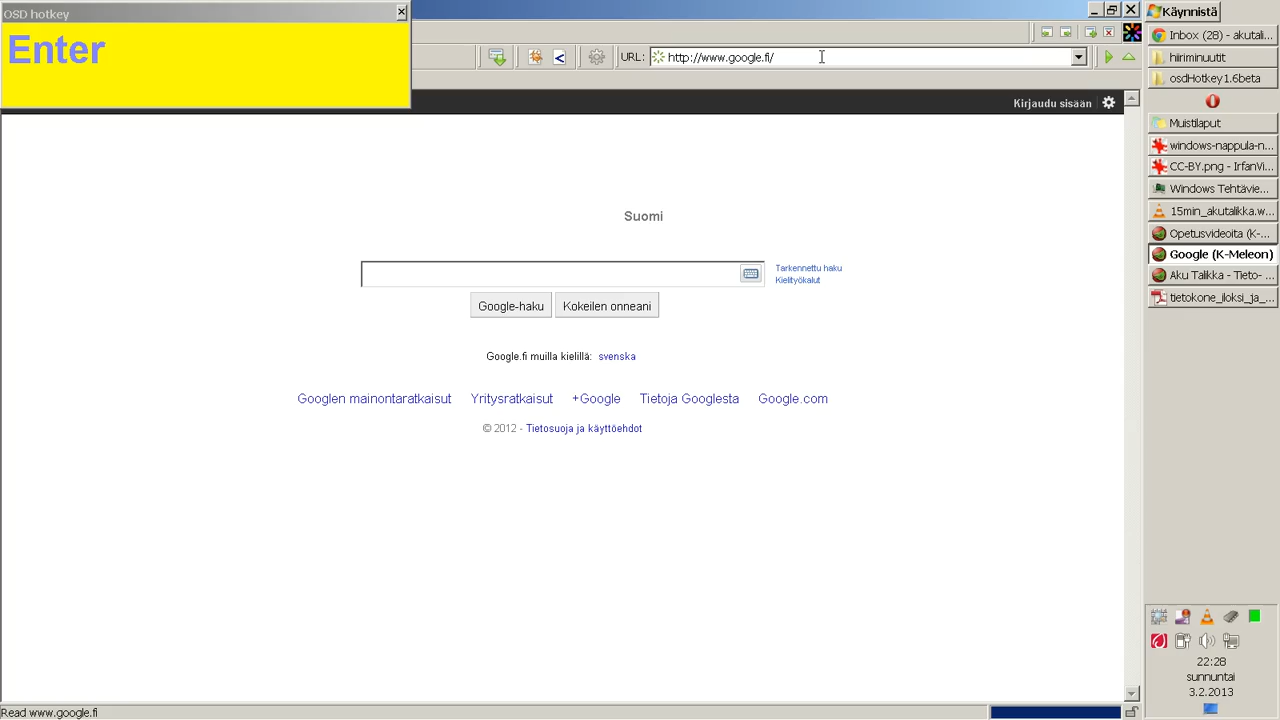 OSD hotkey
Enter
URL: http://www.google.fi/
Kirjaudu sisään
Suomi
Tarkennettu haku
Kielityökalut
Google-haku
Kokeilen onneani
Google.fi muilla kielillä: svenska
Googlen mainontaratkaisut Yritysratkaisut +Google Tietoja Googlesta Google.com
© 2012 - Tietosuoja ja käyttöehdot
Read www.google.fi
Käynnistä
Inbox (28) - akutali...
hiiriminuutit
osdHotkey1.6beta
Muistilaput
windows-nappula-n...
CC-BY.png - IrfanVi...
Windows Tehtävie...
15min_akutalikka.w...
Opetusvideoita (K-...
Google (K-Meleon)
Aku Talikka - Tieto- ...
tietokone_iloksi_ja_...
22:28
sunnuntai
3.2.2013